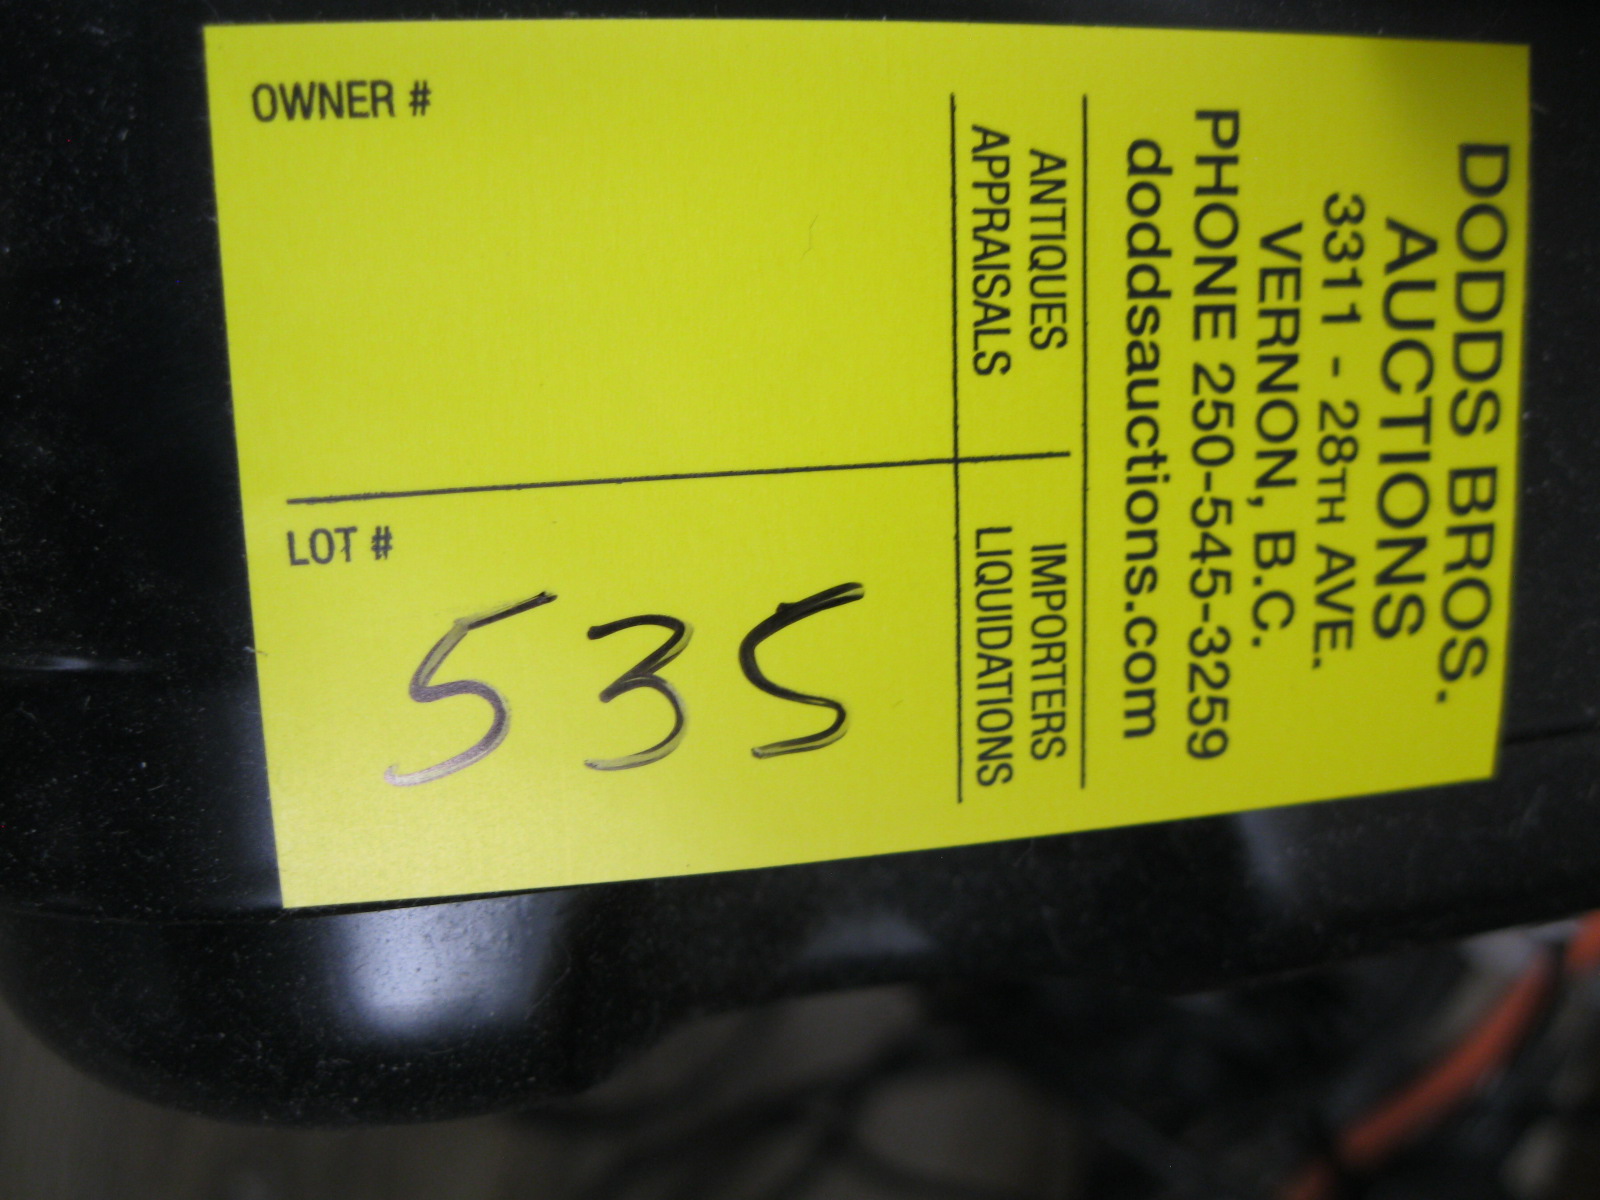 DODDS BROS.
AUCTIONS
3311 - 28TH AVE.
VERNON, B.C.
PHONE 250-545-3259
doddsauctions.com
ANTIQUES
APPRAISALS
IMPORTERS
LIQUIDATIONS
OWNER #
LOT #
535